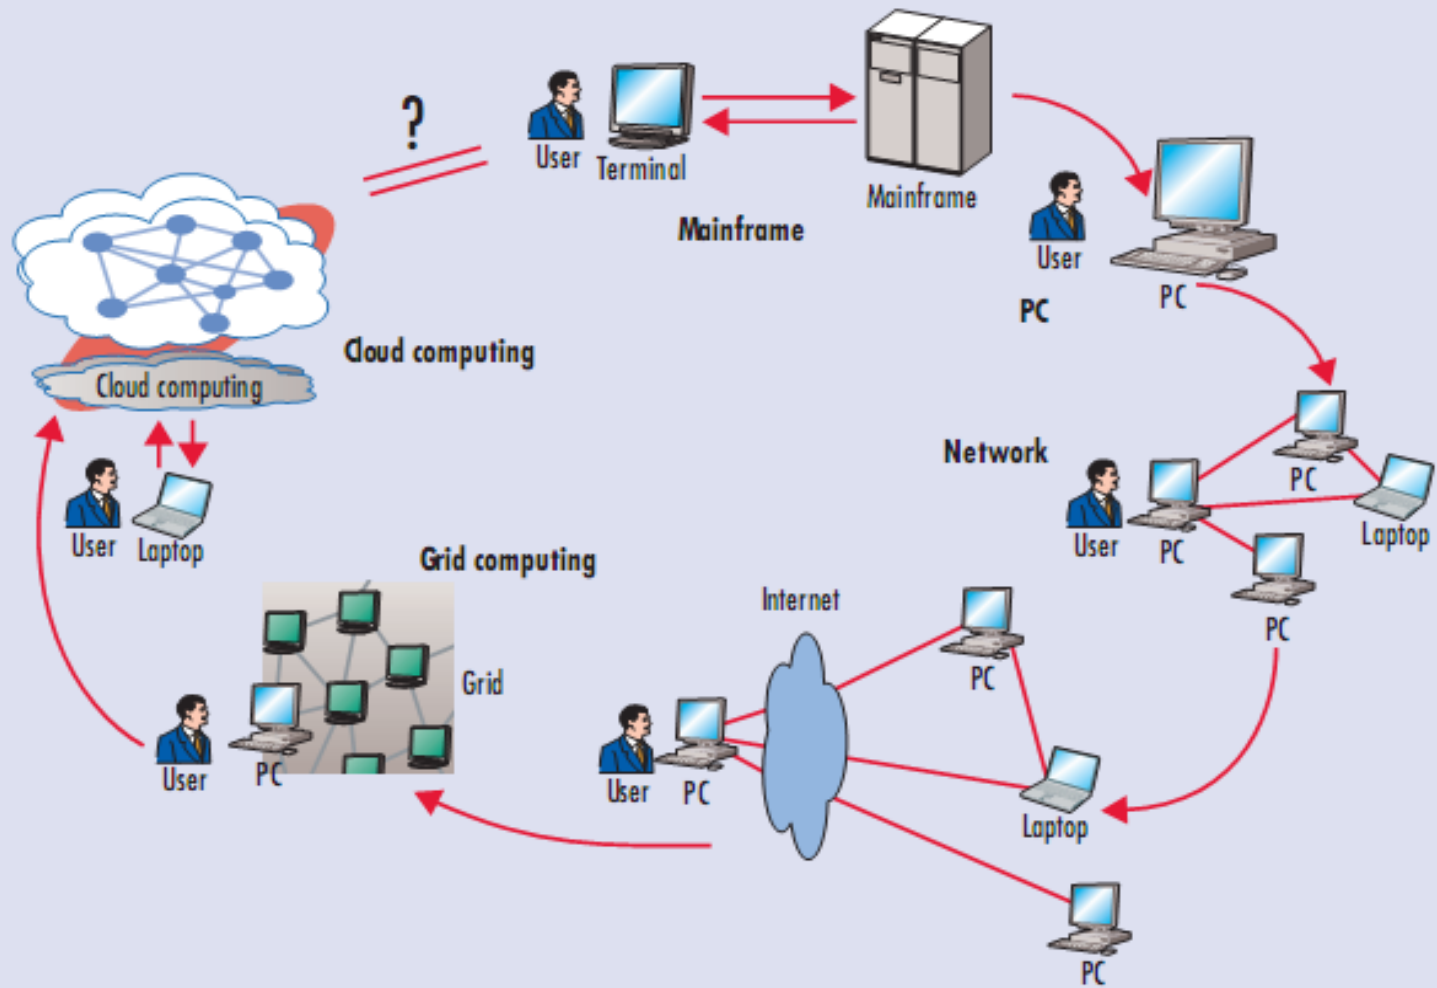 ?
User
Terminal
Mainframe
Mainframe
User
PC
PC
Cloud computing
Cloud computing
Network
PC
User
PC
Laptop
PC
User
Laptop
Grid computing
Internet
Grid
PC
User
PC
User
PC
Laptop
PC